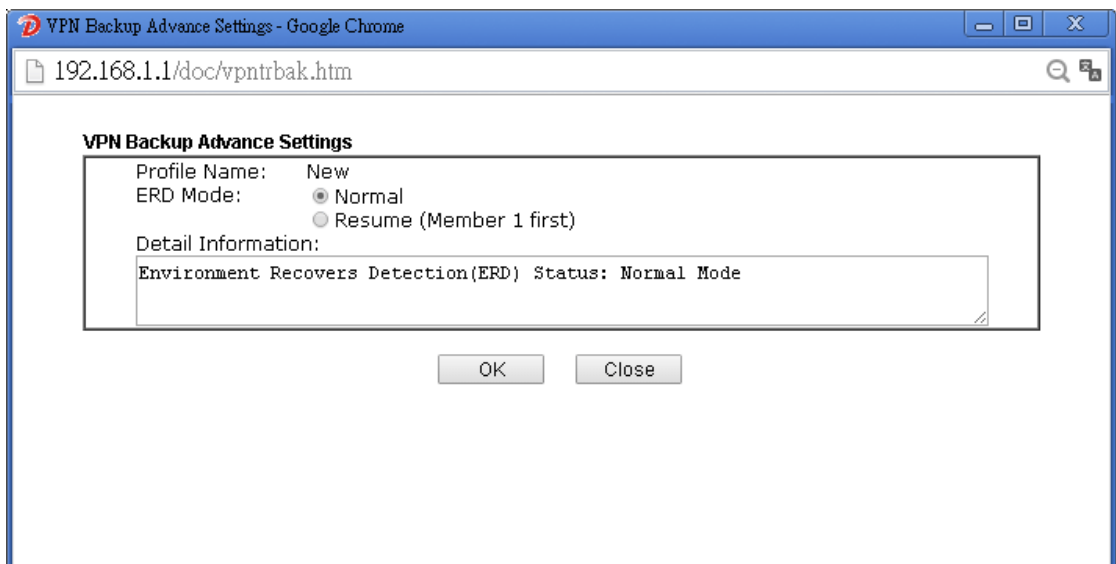 VPN Backup Advance Settings - Google Chrome
192.168.1.1/doc/vpntrbak.htm
VPN Backup Advance Settings
Profile Name: New
ERD Mode: Normal
Resume (Member 1 first)
Detail Information:
Environment Recovers Detection(ERD) Status: Normal Mode
OK Close